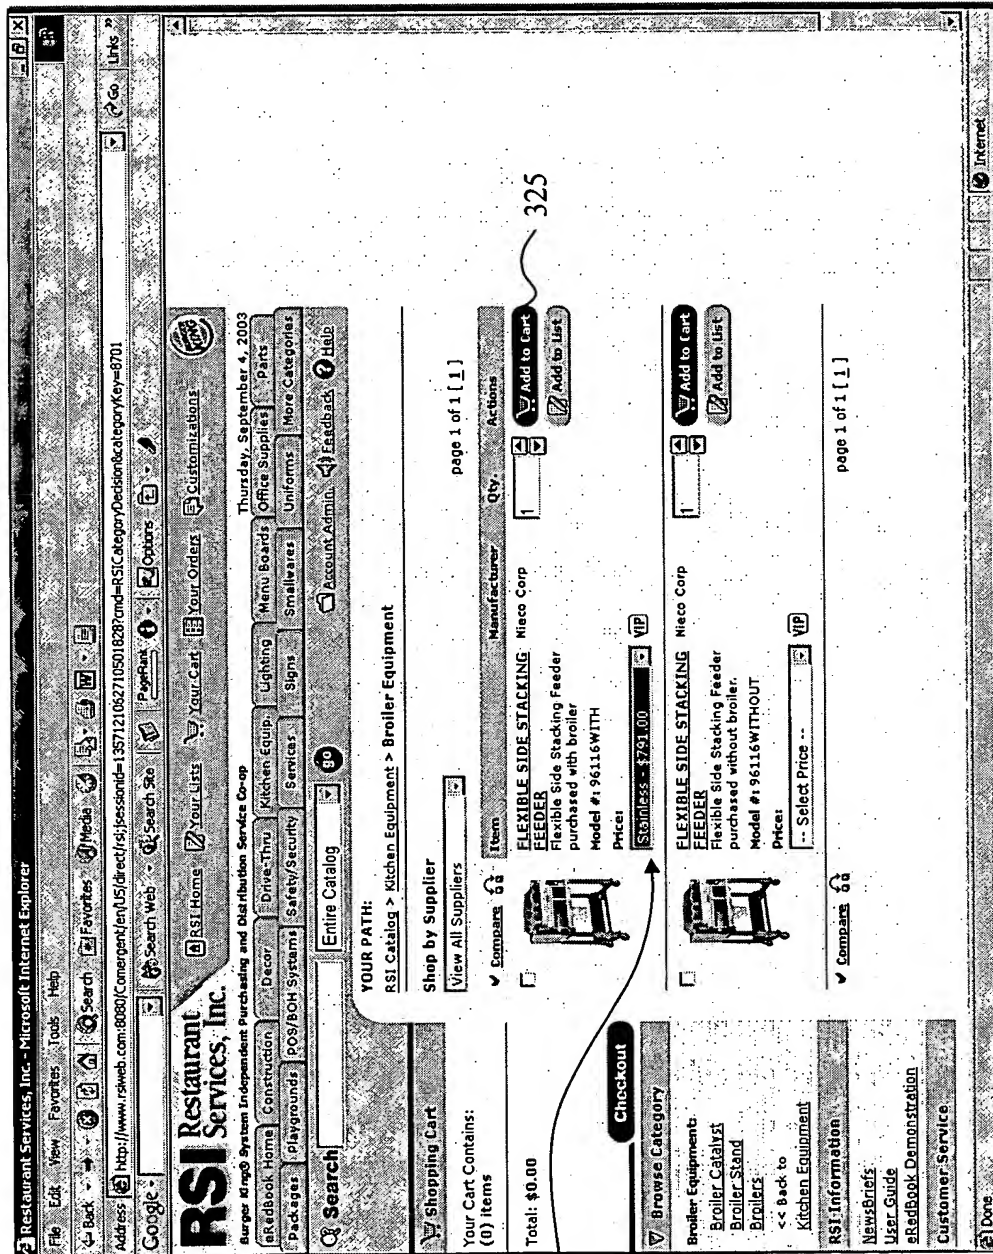 Restaurant Services, Inc. - Microsoft Internet Explorer
File Edit View Favorites Tools Help
Back Search Favorites Media
Address http://www.rsiweb.com:8080/Comergent/en/US/direct/rsi;jsessionid=1357121062710501828?cmd=RSICategoryDecision&categoryKey=8701 Go Links »
Google Search Web Search Site PageRank Options
RSI Restaurant Services, Inc.
RSI Home Your Lists Your Cart Your Orders Customizations
Burger King® System Independent Purchasing and Distribution Service Co-op
Thursday, September 4, 2003
eRedbook Home Construction Decor Drive-Thru Kitchen Equip. Lighting Menu Boards Office Supplies Parts
Packages Playgrounds POS/BOH Systems Safety/Security Services Signs Smallwares Uniforms More Categories
Search Entire Catalog go Account Admin Feedback Help
Shopping Cart
Your Cart Contains:
(0) items
Total: $0.00
Checkout
Browse Category
Broiler Equipments
Broiler Catalyst
Broiler Stand
Broilers
<< Back to
Kitchen Equipment
RSI Information
NewsBriefs
User Guide
eRedBook Demonstration
Customer Service
YOUR PATH:
RSI Catalog > Kitchen Equipment > Broiler Equipment
Shop by Supplier
View All Suppliers
page 1 of 1 [ 1 ]
Compare Item Manufacturer Qty. Actions
FLEXIBLE SIDE STACKING FEEDER Nieco Corp 1 Add to Cart
Flexible Side Stacking Feeder Add to List
purchased with broiler
Model #: 96116WITH
Price:
Stainless - $791.00 VIP
325
FLEXIBLE SIDE STACKING FEEDER Nieco Corp 1 Add to Cart
Flexible Side Stacking Feeder Add to List
purchased without broiler.
Model #: 96116WITHOUT
Price:
-- Select Price -- VIP
Compare
page 1 of 1 [ 1 ]
Done Internet